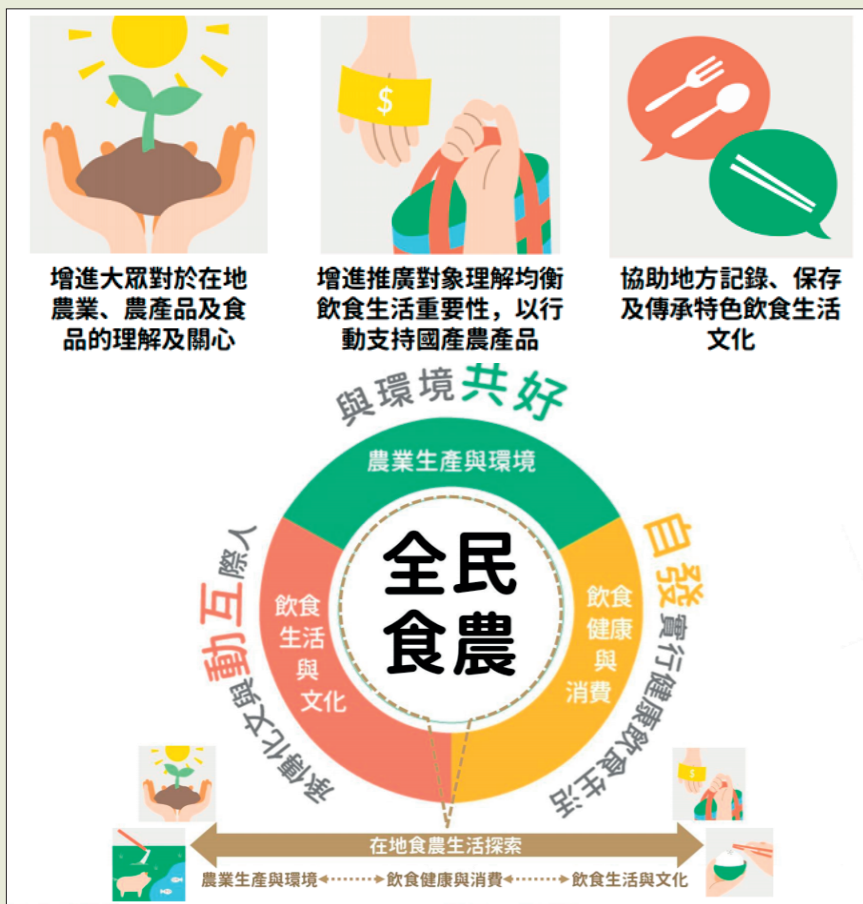 $
增進大眾對於在地
農業、農產品及食
品的理解及關心
增進推廣對象理解均衡
飲食生活重要性，以行
動支持國產農產品
協助地方記錄、保存
及傳承特色飲食生活
文化
與環境共好
農業生產與環境
人際互動與文化傳承
飲食
生活
與
文化
全民
食農
飲食
健康
與
消費
自發實行健康飲食生活
$
在地食農生活探索
農業生產與環境
飲食健康與消費
飲食生活與文化